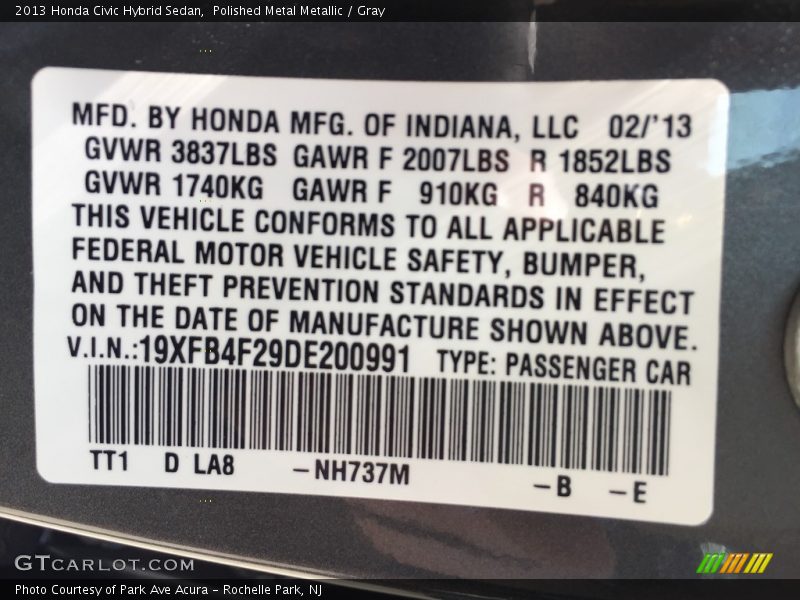 2013 Honda Civic Hybrid Sedan,  Polished Metal Metallic / Gray
MFD. BY HONDA MFG. OF INDIANA, LLC 02/'13
GVWR 3837LBS GAWR F 2007LBS R 1852LBS
GVWR 1740KG GAWR F 910KG R 840KG
THIS VEHICLE CONFORMS TO ALL APPLICABLE
FEDERAL MOTOR VEHICLE SAFETY, BUMPER,
AND THEFT PREVENTION STANDARDS IN EFFECT
ON THE DATE OF MANUFACTURE SHOWN ABOVE.
V.I.N.:19XFB4F29DE200991 TYPE: PASSENGER CAR
TT1 D LA8 –NH737M –B –E
GTCARLOT.COM
Photo Courtesy of Park Ave Acura – Rochelle Park, NJ